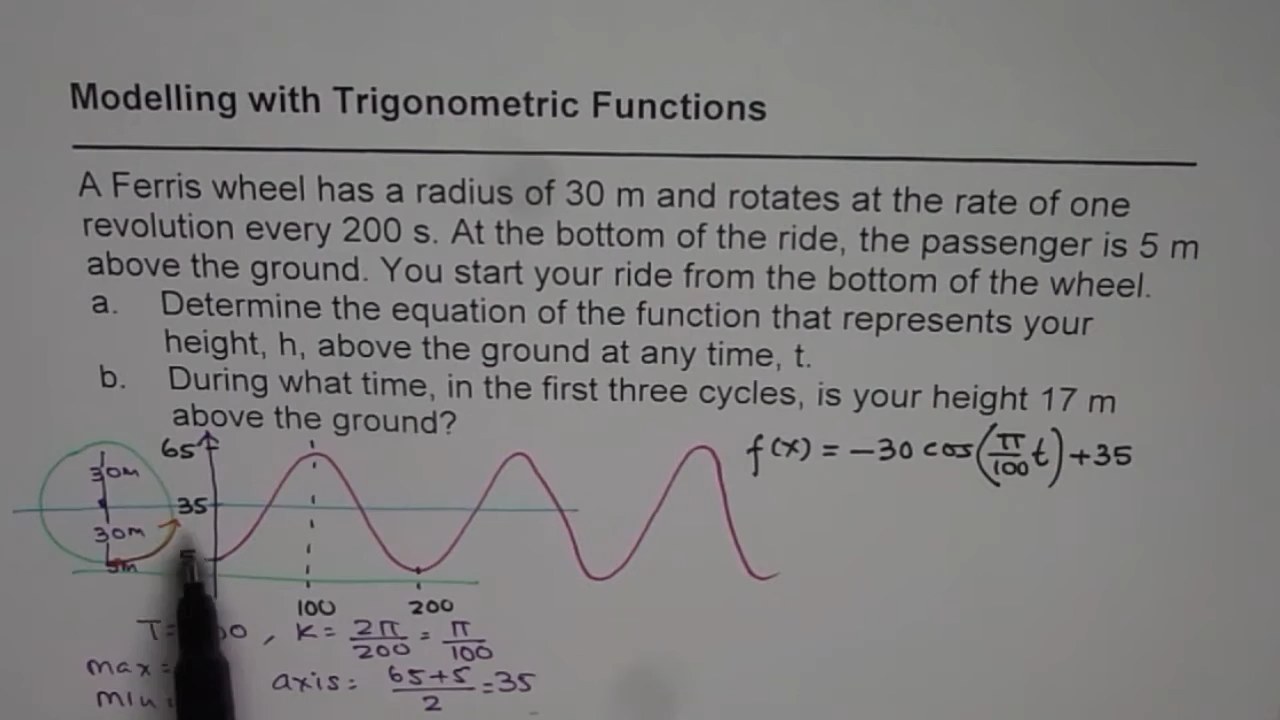 Modelling with Trigonometric Functions
A Ferris wheel has a radius of 30 m and rotates at the rate of one
revolution every 200 s. At the bottom of the ride, the passenger is 5 m
above the ground. You start your ride from the bottom of the wheel.
a. Determine the equation of the function that represents your
height, h, above the ground at any time, t.
b. During what time, in the first three cycles, is your height 17 m
above the ground?
f(x) = -30 cos(π/100 t) + 35
65
30m
35
30m
5m
100
200
T=
, K = 2π/200 = π/100
max =
axis: 65+5/2 = 35
min =